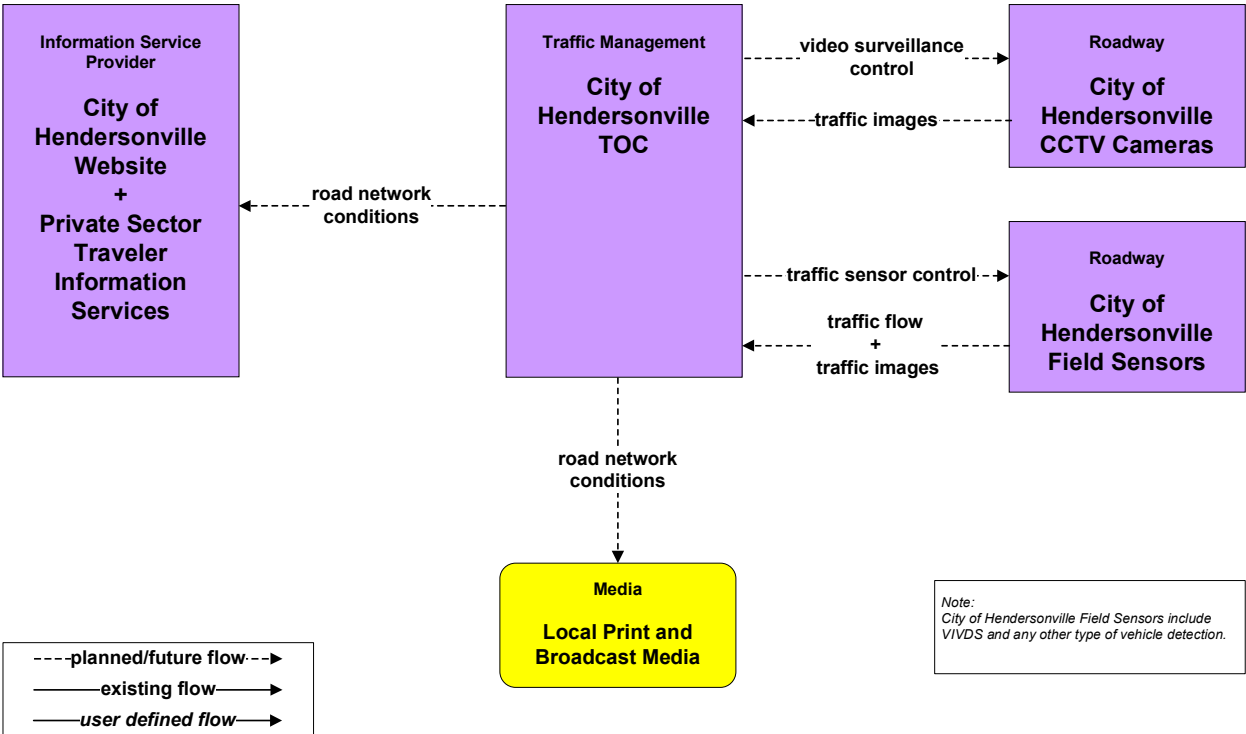 Information Service
Provider
City of
Hendersonville
Website
+
Private Sector
Traveler
Information
Services
road network
conditions
Traffic Management
City of
Hendersonville
TOC
video surveillance
control
traffic images
Roadway
City of
Hendersonville
CCTV Cameras
traffic sensor control
traffic flow
+
traffic images
Roadway
City of
Hendersonville
Field Sensors
road network
conditions
Media
Local Print and
Broadcast Media
Note:
City of Hendersonville Field Sensors include
VIVDS and any other type of vehicle detection.
planned/future flow
existing flow
user defined flow